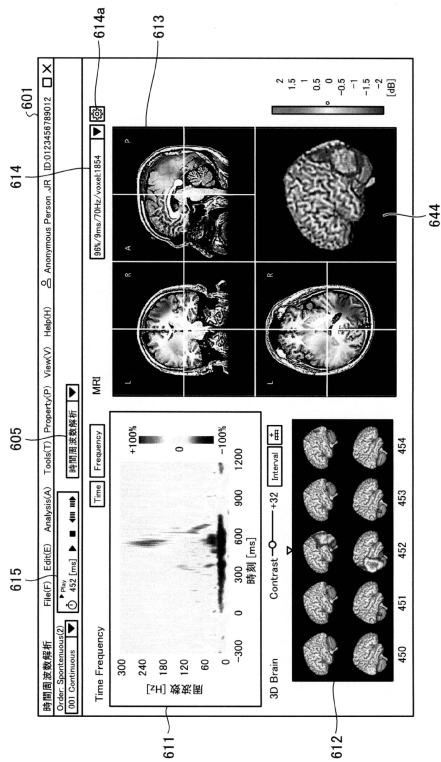 601
時間周波数解析 File(F) Edit(E) Analysis(A) Tools(T) Property(P) View(V) Help(H) Anonymous Person .JR ID:0123456789012
Order: Spontenuous(2)
001 Continuous
615
Play
452 [ms]
605
時間周波数解析
Time Frequency
Time
Frequency
611
周波数 [Hz]
300
240
180
120
60
0
-300 0 300 600 900 1200
時刻 [ms]
+100%
0
-100%
3D Brain
Contrast
+32
Interval
±
450 451 452 453 454
612
MRI
614
96%/9ms/70Hz/voxel:1854
614a
613
L R
A P
L R
644
2
1.5
1
0.5
0
-0.5
-1
-1.5
-2
[dB]